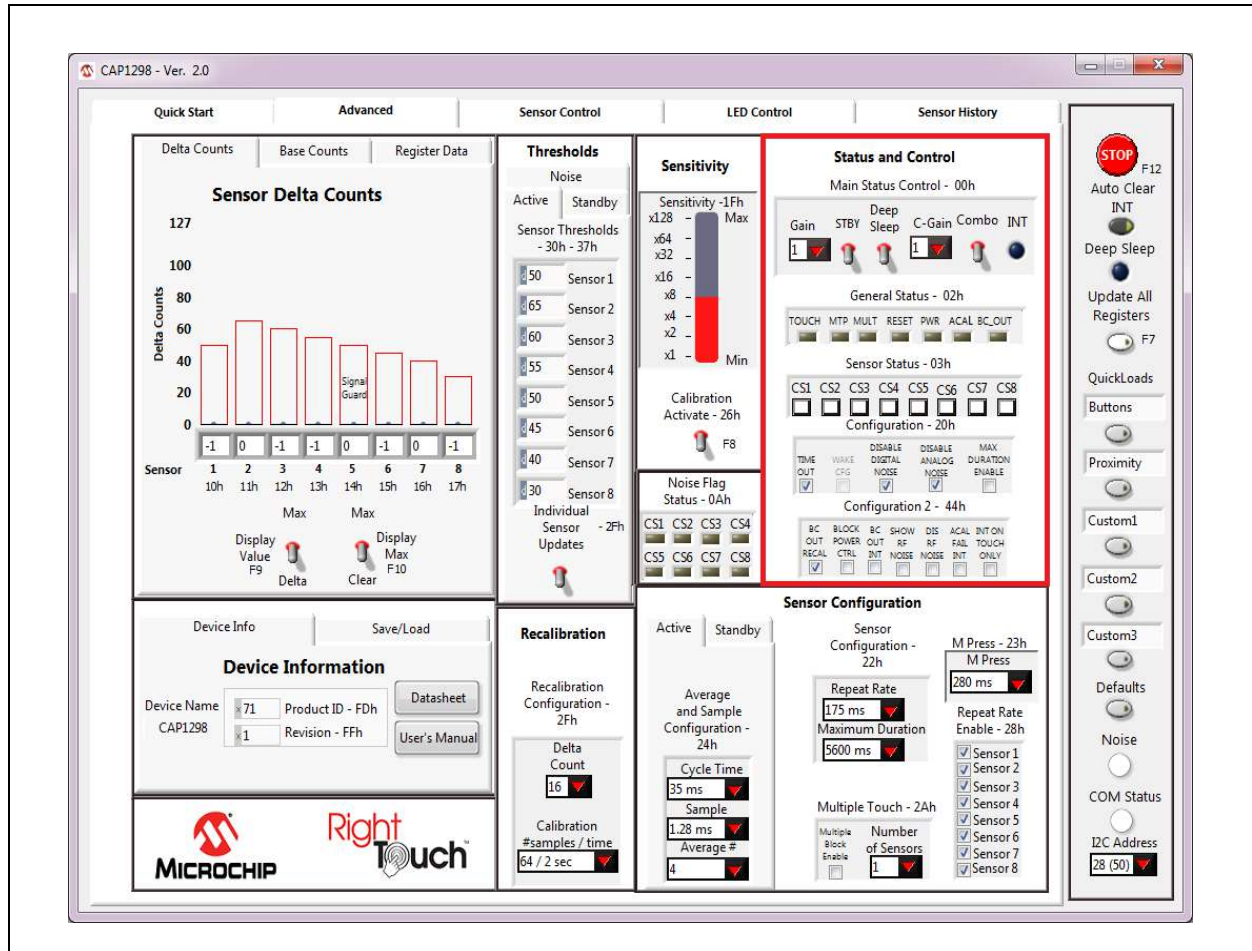 CAP1298 - Ver. 2.0
Quick Start Advanced Sensor Control LED Control Sensor History
Delta Counts Base Counts Register Data
Sensor Delta Counts
Delta Counts
127
100
80
60
40
20
0
Signal
Guard
-1 0 -1 -1 0 -1 0 -1
Sensor 1 2 3 4 5 6 7 8
10h 11h 12h 13h 14h 15h 16h 17h
Max Max
Display
Value
F9
Delta
Display
Max
F10
Clear
Thresholds
Noise
Active Standby
Sensor Thresholds
- 30h - 37h
50 Sensor 1
65 Sensor 2
60 Sensor 3
55 Sensor 4
50 Sensor 5
45 Sensor 6
40 Sensor 7
30 Sensor 8
Individual
Sensor - 2Fh
Updates
Sensitivity
Sensitivity -1Fh
x128 Max
x64
x32
x16
x8
x4
x2
x1 Min
Calibration
Activate - 26h
F8
Noise Flag
Status - 0Ah
CS1 CS2 CS3 CS4
CS5 CS6 CS7 CS8
Status and Control
Main Status Control - 00h
Gain STBY Deep Sleep C-Gain Combo INT
1 1
General Status - 02h
TOUCH MTP MULT RESET PWR ACAL BC_OUT
Sensor Status - 03h
CS1 CS2 CS3 CS4 CS5 CS6 CS7 CS8
Configuration - 20h
TIME OUT WAKE CFG DISABLE DIGITAL NOISE DISABLE ANALOG NOISE MAX DURATION ENABLE
Configuration 2 - 44h
BC OUT RECAL BLOCK POWER CTRL BC OUT INT SHOW RF NOISE DIS RF NOISE ACAL FAIL INT INT ON TOUCH ONLY
Device Info Save/Load
Device Information
Device Name
CAP1298
x 71 Product ID - FDh
x 1 Revision - FFh
Datasheet
User's Manual
MICROCHIP
Right
Touch
Recalibration
Recalibration
Configuration -
2Fh
Delta
Count
16
Calibration
#samples / time
64 / 2 sec
Sensor Configuration
Active Standby
Average
and Sample
Configuration -
24h
Cycle Time
35 ms
Sample
1.28 ms
Average #
4
Sensor
Configuration -
22h
Repeat Rate
175 ms
Maximum Duration
5600 ms
Multiple Touch - 2Ah
Multiple
Block
Enable
Number
of Sensors
1
M Press - 23h
M Press
280 ms
Repeat Rate
Enable - 28h
Sensor 1
Sensor 2
Sensor 3
Sensor 4
Sensor 5
Sensor 6
Sensor 7
Sensor 8
STOP
F12
Auto Clear
INT
Deep Sleep
Update All
Registers
F7
QuickLoads
Buttons
Proximity
Custom1
Custom2
Custom3
Defaults
Noise
COM Status
I2C Address
28 (50)